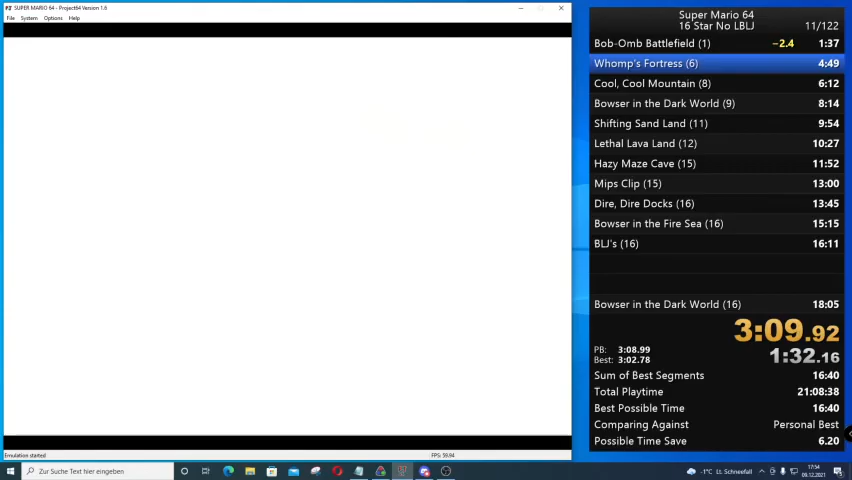 SUPER MARIO 64 - Project64 Version 1.6
File System Options Help
Emulation started
FPS: 59.94
Super Mario 64
16 Star No LBLJ 11/122
Bob-Omb Battlefield (1) −2.4 1:37
Whomp's Fortress (6) 4:49
Cool, Cool Mountain (8) 6:12
Bowser in the Dark World (9) 8:14
Shifting Sand Land (11) 9:54
Lethal Lava Land (12) 10:27
Hazy Maze Cave (15) 11:52
Mips Clip (15) 13:00
Dire, Dire Docks (16) 13:45
Bowser in the Fire Sea (16) 15:15
BLJ's (16) 16:11
Bowser in the Dark World (16) 18:05
3:09.92
PB: 3:08.99
Best: 3:02.78
1:32.16
Sum of Best Segments 16:40
Total Playtime 21:08:38
Best Possible Time 16:40
Comparing Against Personal Best
Possible Time Save 6.20
Zur Suche Text hier eingeben
-1°C Lt. Schneefall
17:54
06.12.2021